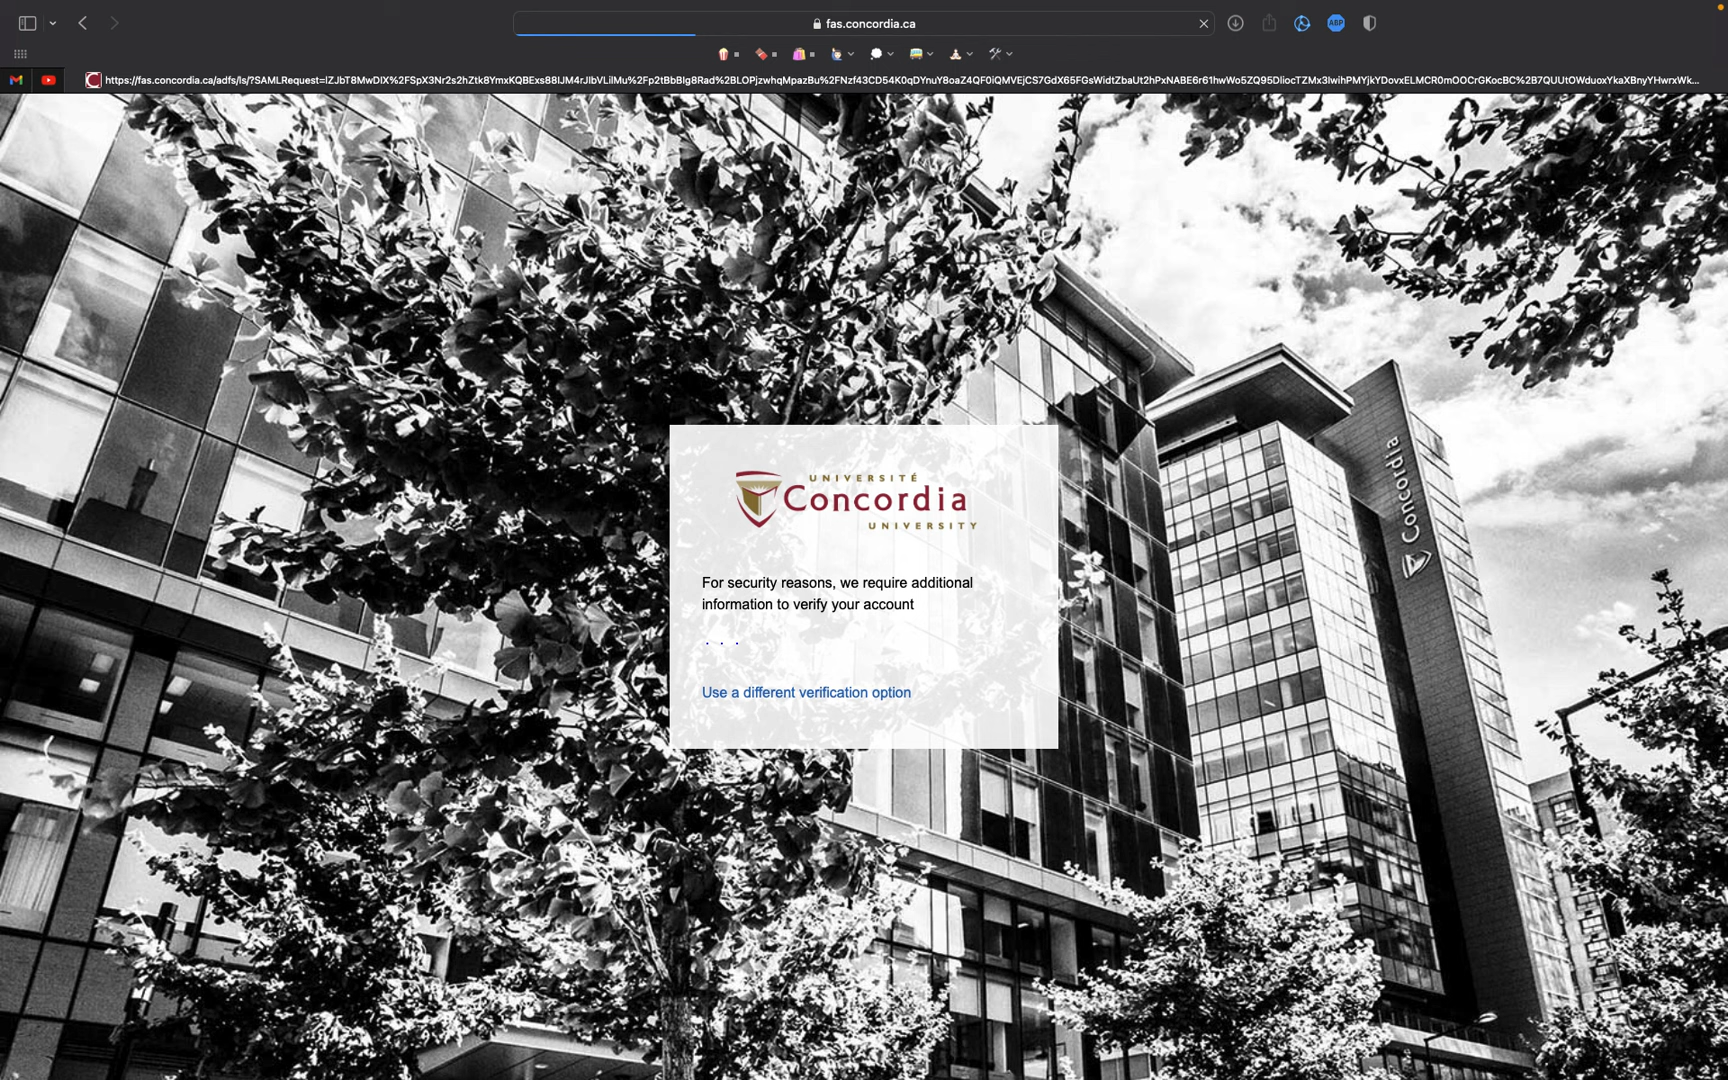 fas.concordia.ca
ABP
UNIVERSITÉ
Concordia
UNIVERSITY
For security reasons, we require additional
information to verify your account
Use a different verification option
Concordia